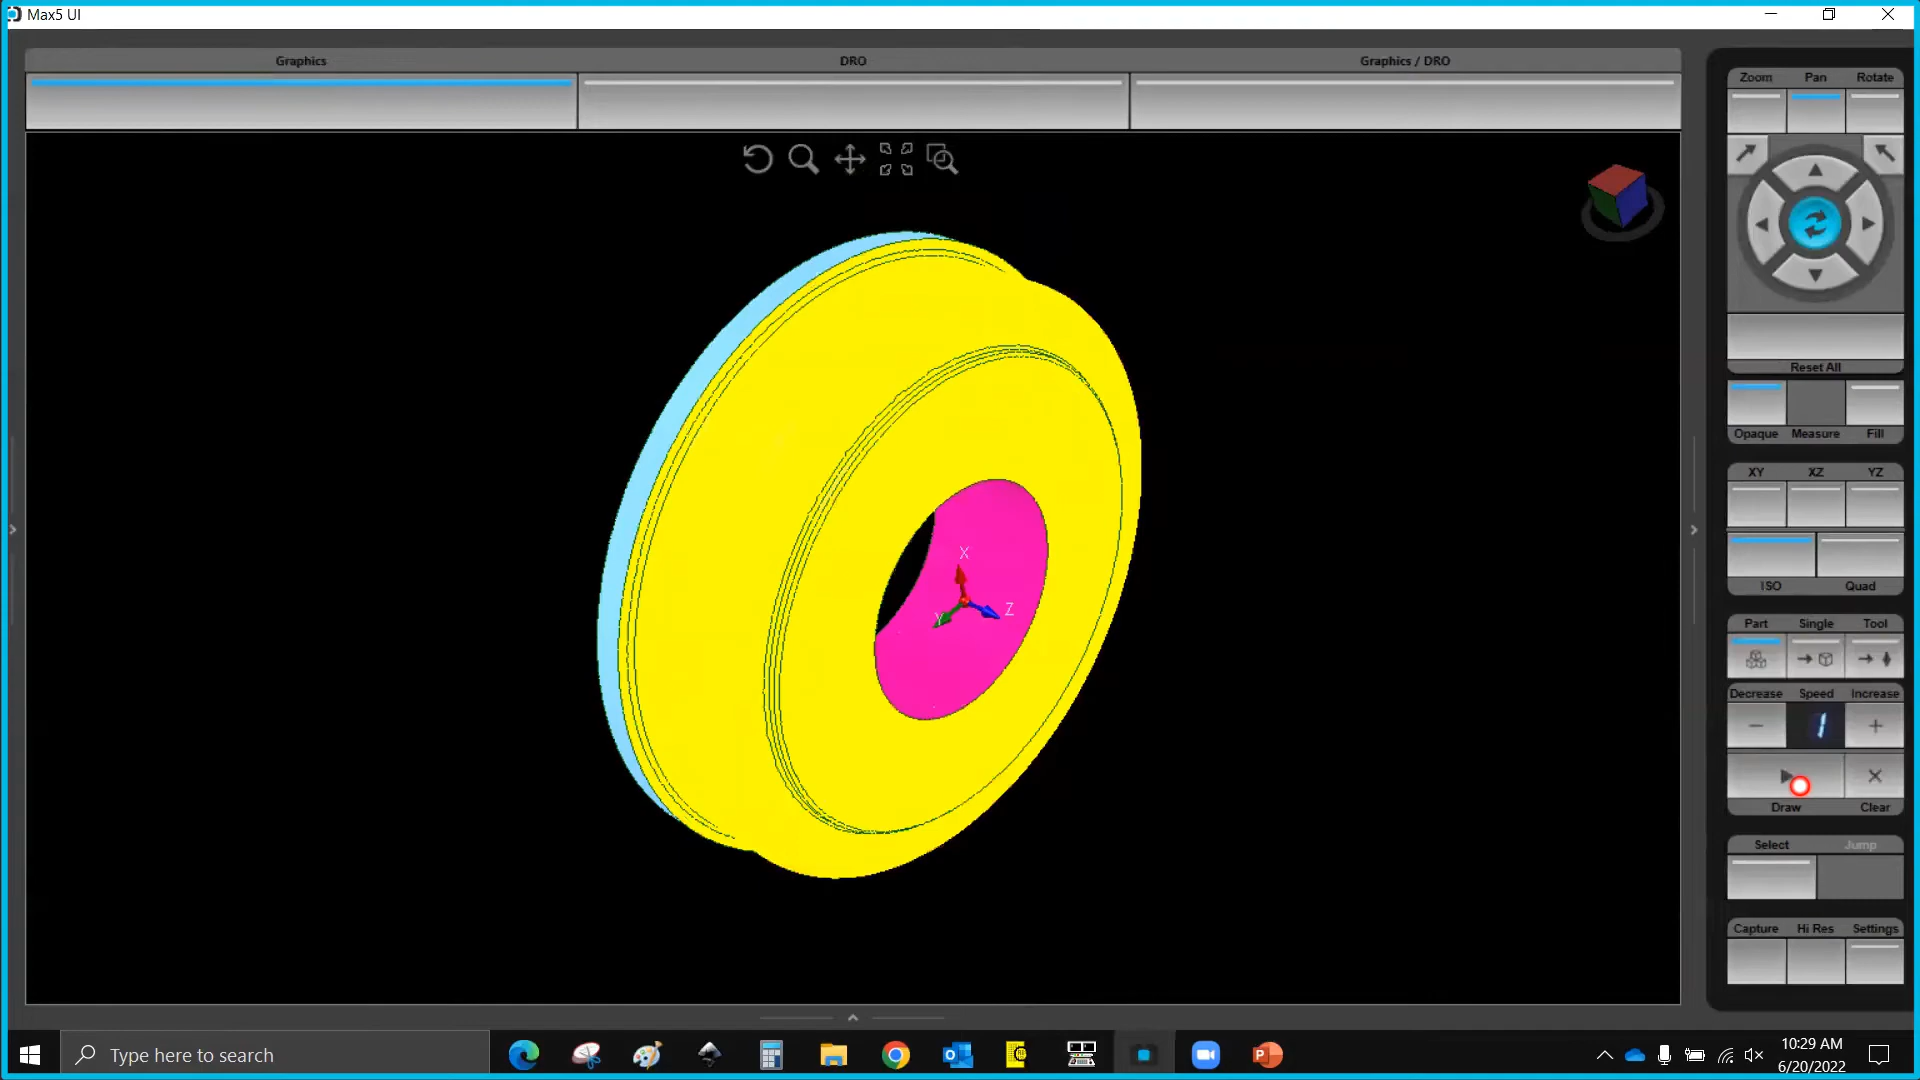 Max5 UI
Graphics
DRO
Graphics / DRO
Zoom Pan Rotate
Reset All
Opaque Measure Fill
XY XZ YZ
ISO Quad
Part Single Tool
Decrease Speed Increase
1
Draw Clear
Select Jump
Capture Hi Res Settings
X
Y
Z
Type here to search
10:29 AM
6/20/2022